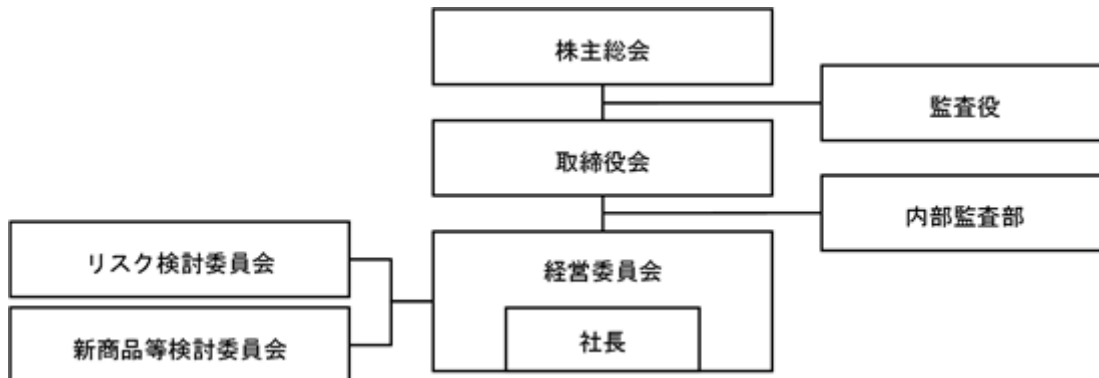 株主総会
監査役
取締役会
内部監査部
リスク検討委員会
経営委員会
社長
新商品等検討委員会